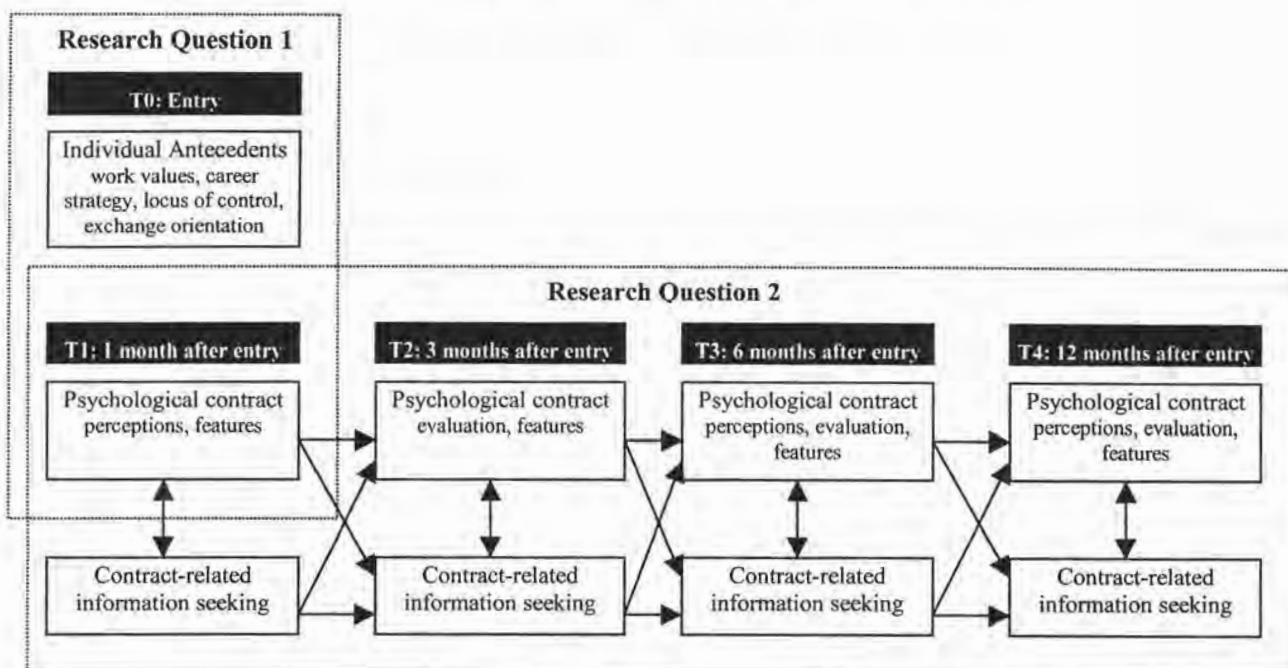 Research Question 1
T0: Entry
Individual Antecedents
work values, career
strategy, locus of control,
exchange orientation
Research Question 2
T1: 1 month after entry
Psychological contract
perceptions, features
Contract-related
information seeking
T2: 3 months after entry
Psychological contract
evaluation, features
Contract-related
information seeking
T3: 6 months after entry
Psychological contract
perceptions, evaluation,
features
Contract-related
information seeking
T4: 12 months after entry
Psychological contract
perceptions, evaluation,
features
Contract-related
information seeking